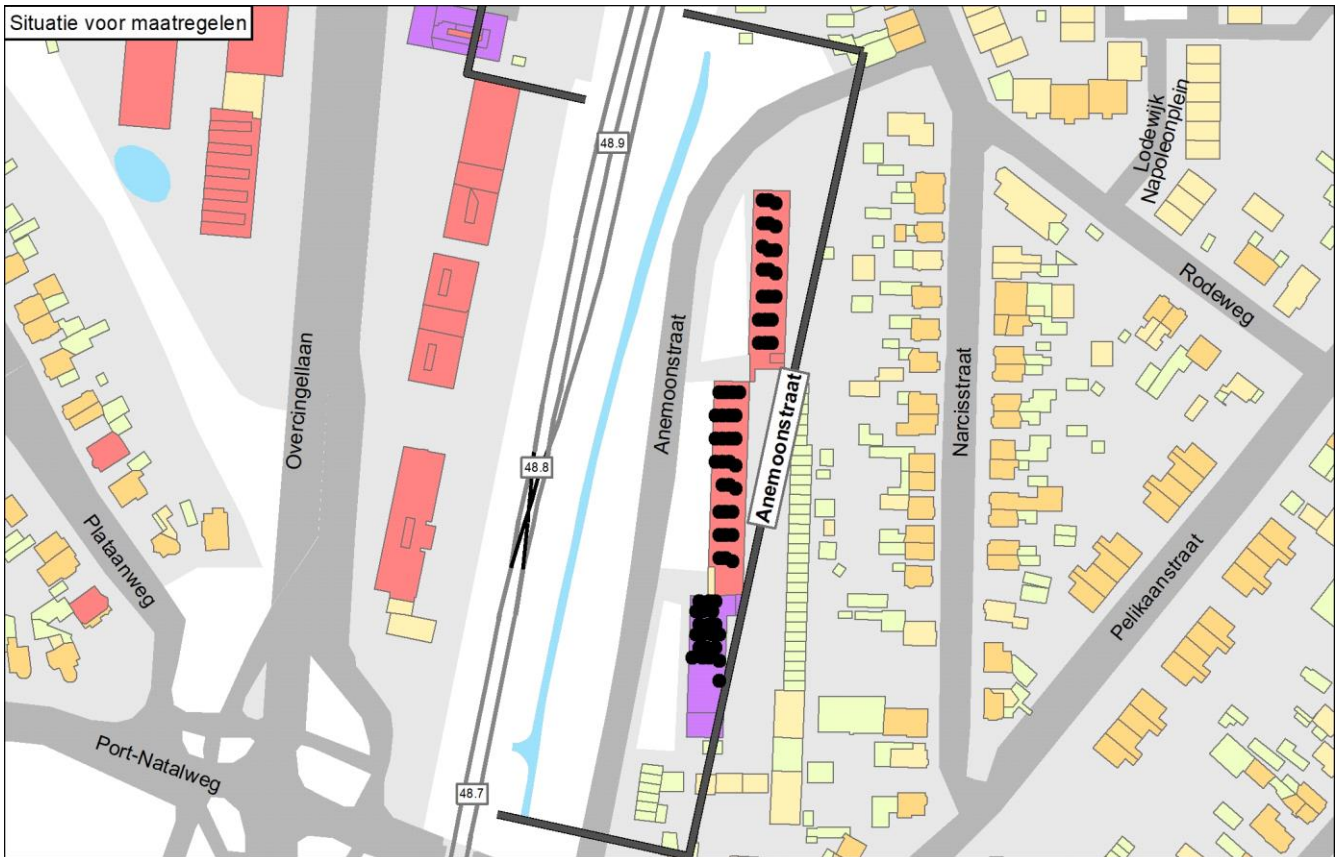 Situatie voor maatregelen
Lodewijk
Napoleonplein
48.9
Rodeweg
Overcingellaan
Anemoonstraat
Anemoonstraat
Narcisstraat
48.8
Plataanweg
Pelikaanstraat
Port-Natalweg
48.7